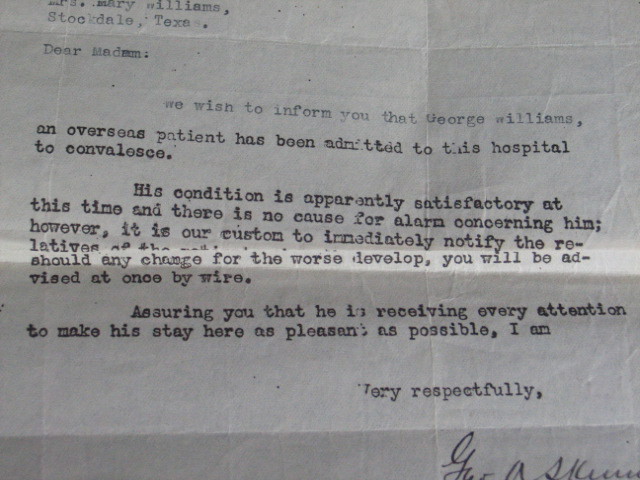 Mrs. Mary Williams,
Stockdale, Texas.
Dear Madam:
We wish to inform you that George Williams,
an overseas patient has been admitted to this hospital
to convalesce.
His condition is apparently satisfactory at
this time and there is no cause for alarm concerning him;
however, it is our custom to immediately notify the re-
latives of the
should any change for the worse develop, you will be ad-
vised at once by wire.
Assuring you that he is receiving every attention
to make his stay here as pleasant as possible, I am
Very respectfully,
Geo A